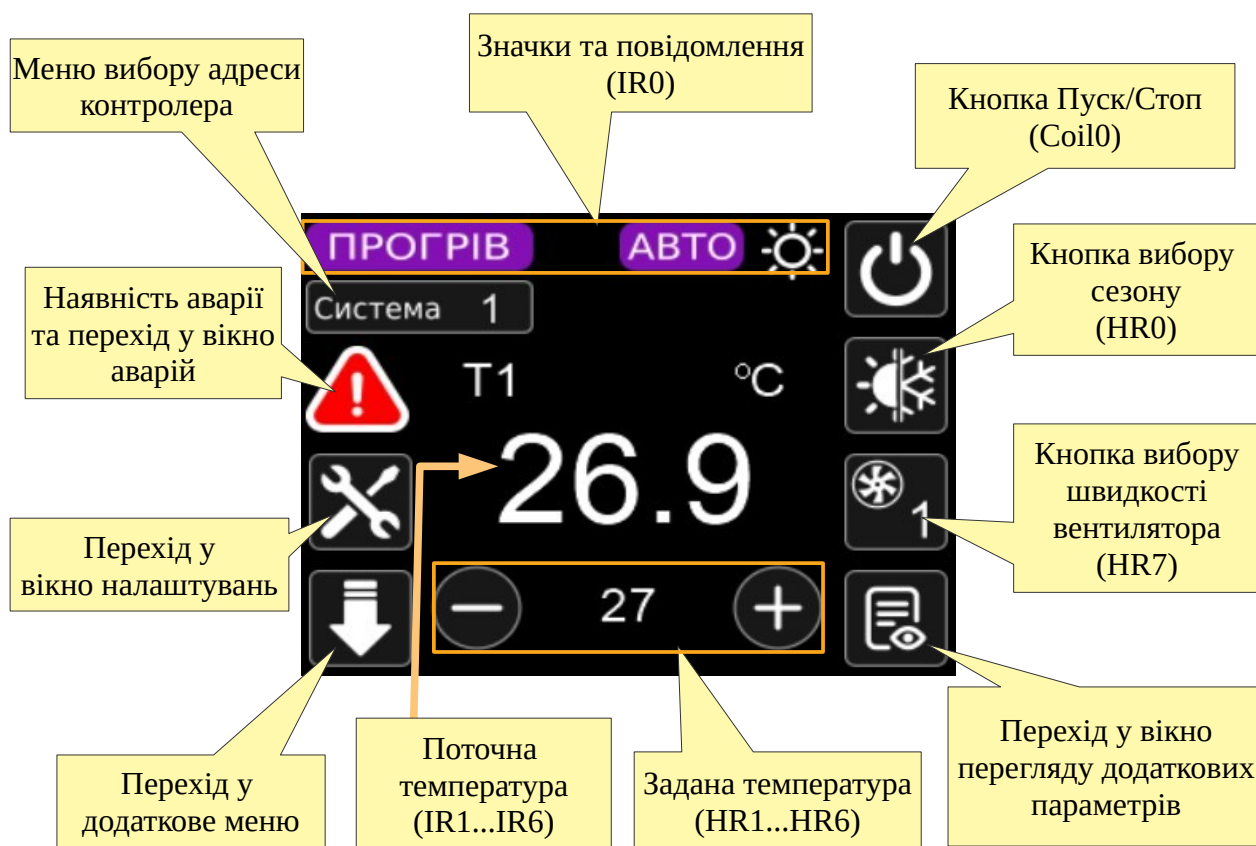 Меню вибору адреси
контролера
Значки та повідомлення
(IR0)
Кнопка Пуск/Стоп
(Coil0)
ПРОГРІВ
АВТО
Система 1
Наявність аварії
та перехід у вікно
аварій
Кнопка вибору
сезону
(HR0)
T1
ºC
26.9
Кнопка вибору
швидкості
вентилятора
(HR7)
1
Перехід у
вікно налаштувань
27
Перехід у
додаткове меню
Поточна
температура
(IR1...IR6)
Задана температура
(HR1...HR6)
Перехід у вікно
перегляду додаткових
параметрів